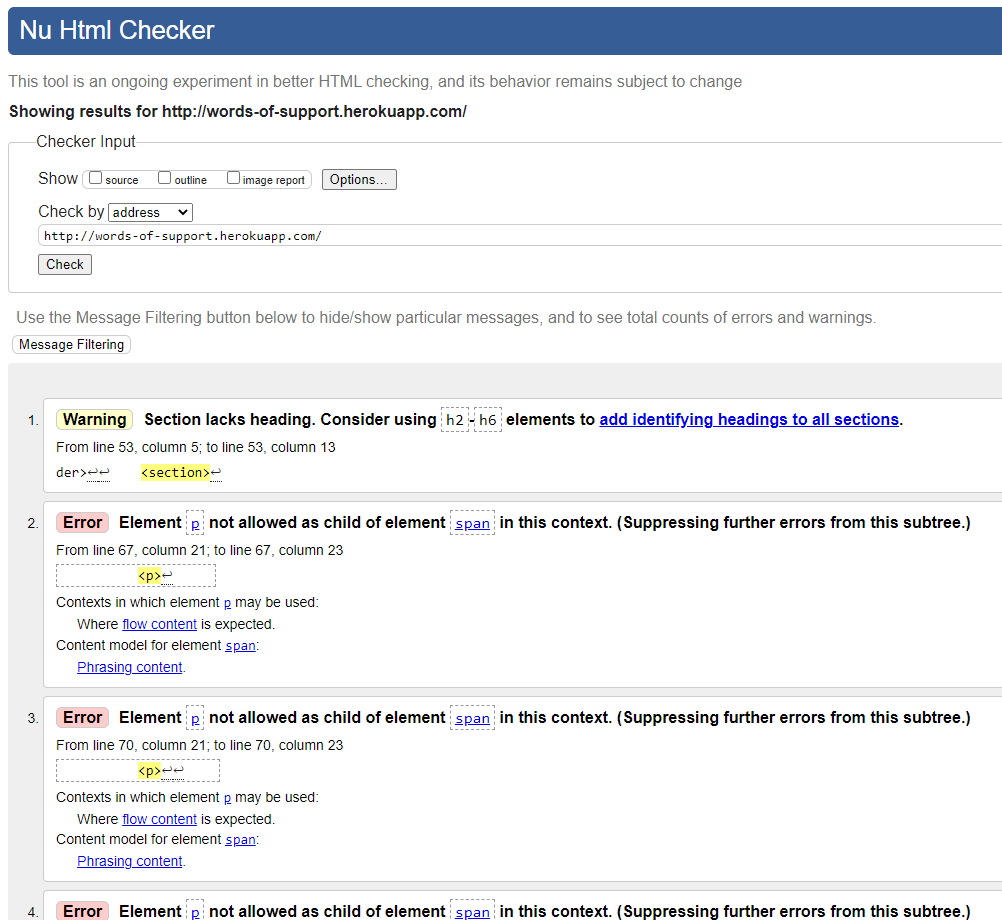 Nu Html Checker
This tool is an ongoing experiment in better HTML checking, and its behavior remains subject to change
Showing results for http://words-of-support.herokuapp.com/
Checker Input
Show source outline image report Options...
Check by address
http://words-of-support.herokuapp.com/
Check
Use the Message Filtering button below to hide/show particular messages, and to see total counts of errors and warnings.
Message Filtering
1. Warning Section lacks heading. Consider using h2-h6 elements to add identifying headings to all sections.
From line 53, column 5; to line 53, column 13
der>↩↩ <section>↩
2. Error Element p not allowed as child of element span in this context. (Suppressing further errors from this subtree.)
From line 67, column 21; to line 67, column 23
<p>↩
Contexts in which element p may be used:
Where flow content is expected.
Content model for element span:
Phrasing content.
3. Error Element p not allowed as child of element span in this context. (Suppressing further errors from this subtree.)
From line 70, column 21; to line 70, column 23
<p>↩↩
Contexts in which element p may be used:
Where flow content is expected.
Content model for element span:
Phrasing content.
4. Error Element p not allowed as child of element span in this context. (Suppressing further errors from this subtree.)